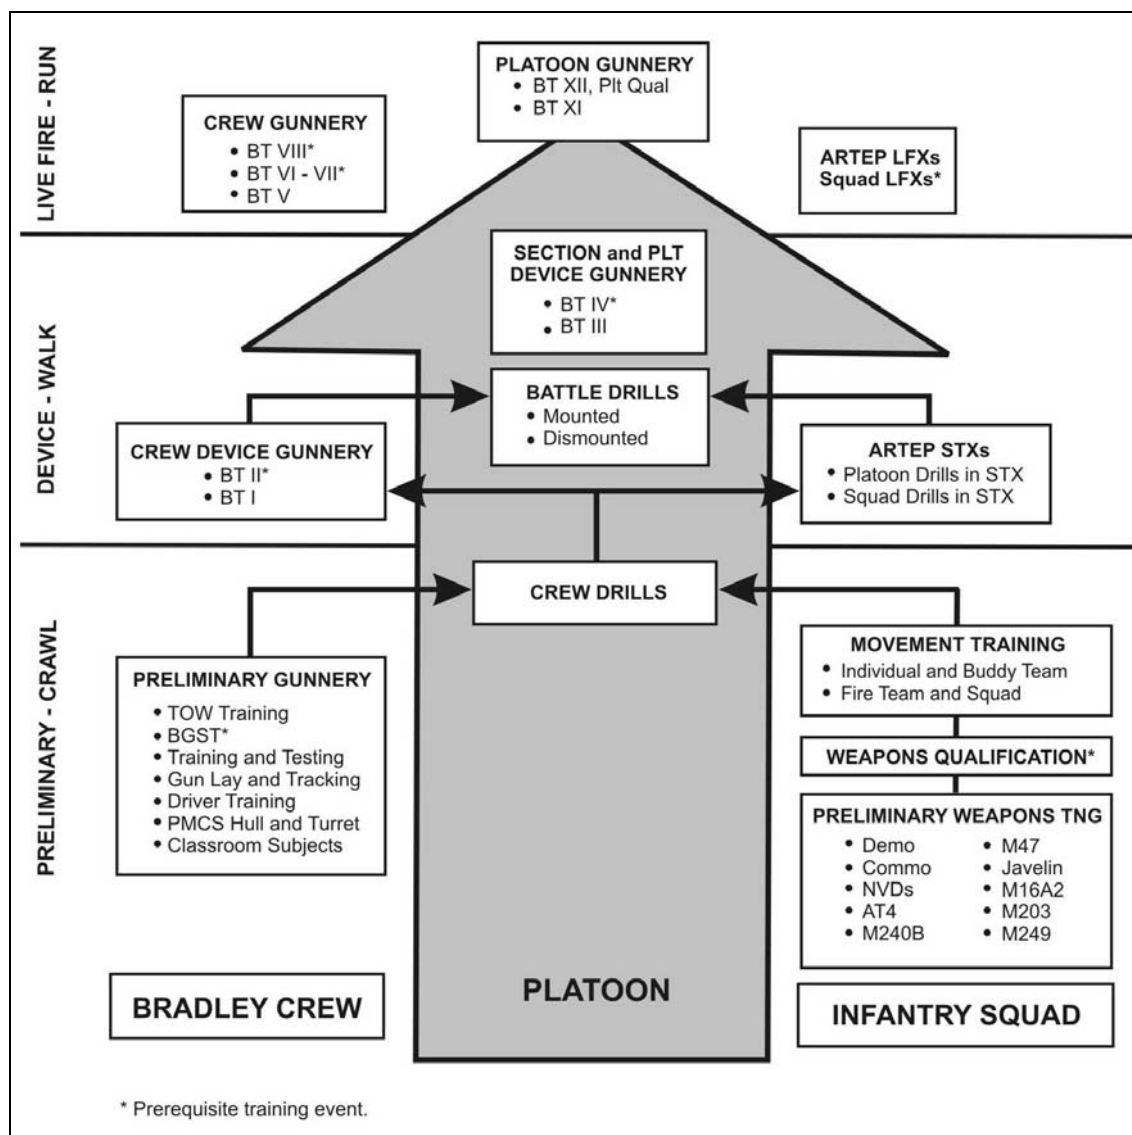 LIVE FIRE - RUN
PLATOON GUNNERY
• BT XII, Plt Qual
• BT XI
CREW GUNNERY
• BT VIII*
• BT VI - VII*
• BT V
ARTEP LFXs
Squad LFXs*
DEVICE - WALK
SECTION and PLT
DEVICE GUNNERY
• BT IV*
• BT III
BATTLE DRILLS
• Mounted
• Dismounted
CREW DEVICE GUNNERY
• BT II*
• BT I
ARTEP STXs
• Platoon Drills in STX
• Squad Drills in STX
PRELIMINARY - CRAWL
CREW DRILLS
PRELIMINARY GUNNERY
• TOW Training
• BGST*
• Training and Testing
• Gun Lay and Tracking
• Driver Training
• PMCS Hull and Turret
• Classroom Subjects
MOVEMENT TRAINING
• Individual and Buddy Team
• Fire Team and Squad
WEAPONS QUALIFICATION*
PRELIMINARY WEAPONS TNG
• Demo
• Commo
• NVDs
• AT4
• M240B
• M47
• Javelin
• M16A2
• M203
• M249
BRADLEY CREW
PLATOON
INFANTRY SQUAD
* Prerequisite training event.